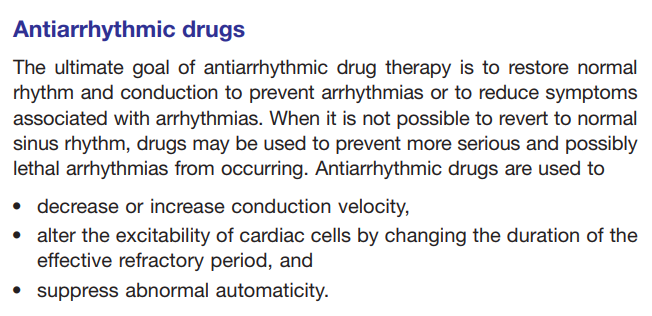 Antiarrhythmic drugs
The ultimate goal of antiarrhythmic drug therapy is to restore normal
rhythm and conduction to prevent arrhythmias or to reduce symptoms
associated with arrhythmias. When it is not possible to revert to normal
sinus rhythm, drugs may be used to prevent more serious and possibly
lethal arrhythmias from occurring. Antiarrhythmic drugs are used to
• decrease or increase conduction velocity,
• alter the excitability of cardiac cells by changing the duration of the
effective refractory period, and
• suppress abnormal automaticity.